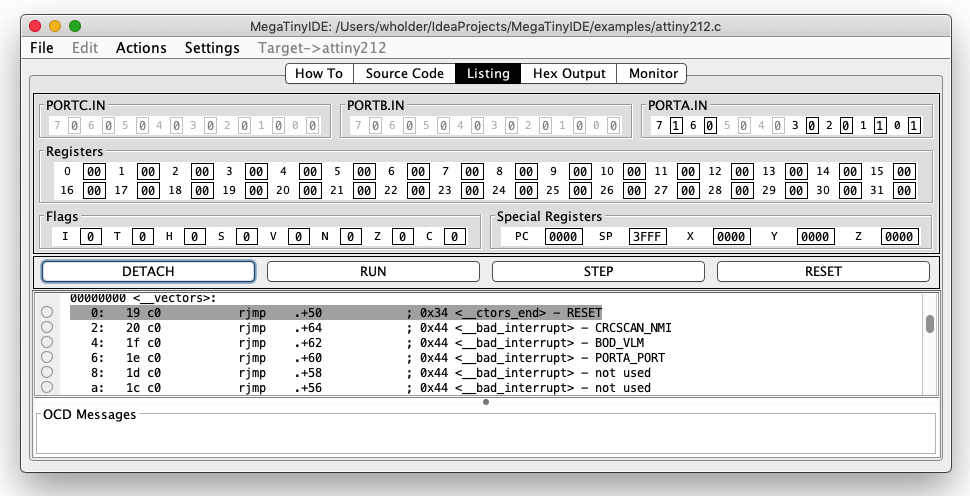 MegaTinyIDE: /Users/wholder/IdeaProjects/MegaTinyIDE/examples/attiny212.c
File Edit Actions Settings Target->attiny212
How To Source Code Listing Hex Output Monitor
PORTC.IN PORTB.IN PORTA.IN
7 0 6 0 5 0 4 0 3 0 2 0 1 0 0 0 7 0 6 0 5 0 4 0 3 0 2 0 1 0 0 0 7 1 6 0 5 0 4 0 3 0 2 0 1 1 0 1
Registers
0 00 1 00 2 00 3 00 4 00 5 00 6 00 7 00 8 00 9 00 10 00 11 00 12 00 13 00 14 00 15 00
16 00 17 00 18 00 19 00 20 00 21 00 22 00 23 00 24 00 25 00 26 00 27 00 28 00 29 00 30 00 31 00
Flags Special Registers
I 0 T 0 H 0 S 0 V 0 N 0 Z 0 C 0 PC 0000 SP 3FFF X 0000 Y 0000 Z 0000
DETACH RUN STEP RESET
00000000 <__vectors>:
0: 19 c0 rjmp .+50 ; 0x34 <__ctors_end> – RESET
2: 20 c0 rjmp .+64 ; 0x44 <__bad_interrupt> – CRCSCAN_NMI
4: 1f c0 rjmp .+62 ; 0x44 <__bad_interrupt> – BOD_VLM
6: 1e c0 rjmp .+60 ; 0x44 <__bad_interrupt> – PORTA_PORT
8: 1d c0 rjmp .+58 ; 0x44 <__bad_interrupt> – not used
a: 1c c0 rjmp .+56 ; 0x44 <__bad_interrupt> – not used
OCD Messages